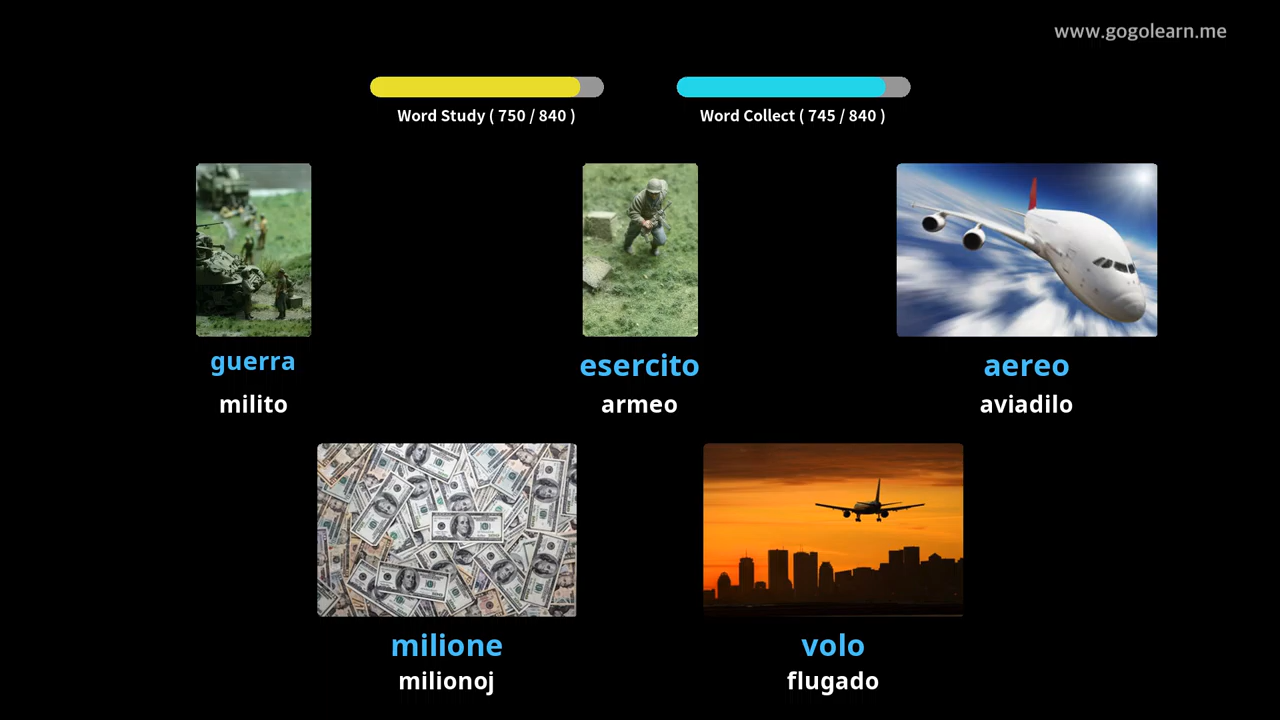 www.gogolearn.me
Word Study ( 750 / 840 )
Word Collect ( 745 / 840 )
guerra
milito
esercito
armeo
aereo
aviadilo
milione
milionoj
volo
flugado